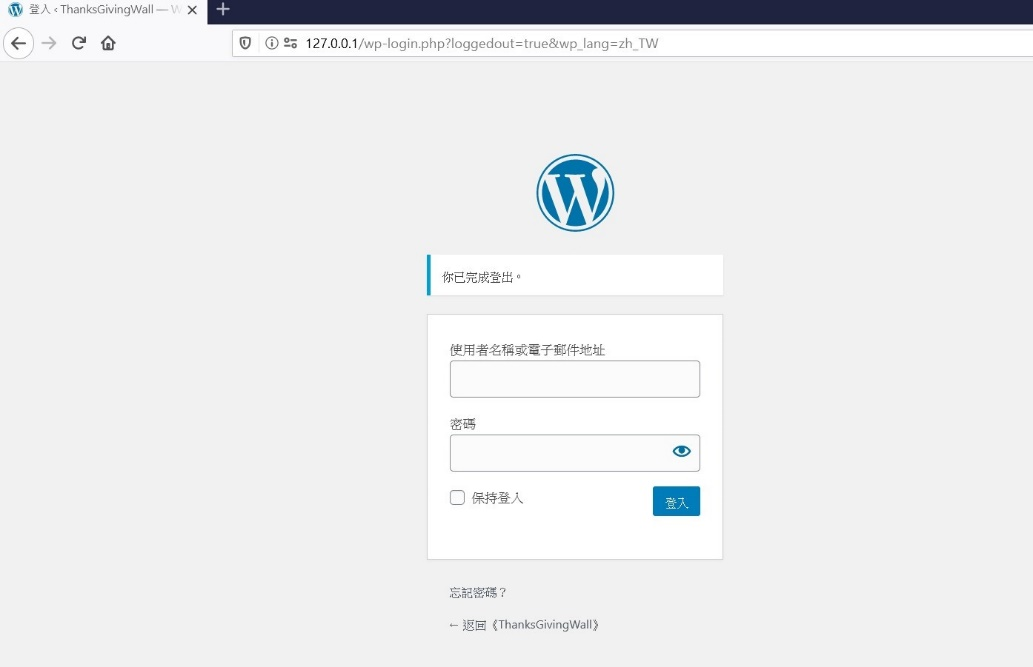 登入 ‹ ThanksGivingWall — W
127.0.0.1/wp-login.php?loggedout=true&wp_lang=zh_TW
你已完成登出。
使用者名稱或電子郵件地址
密碼
保持登入
登入
忘記密碼？
← 返回《ThanksGivingWall》